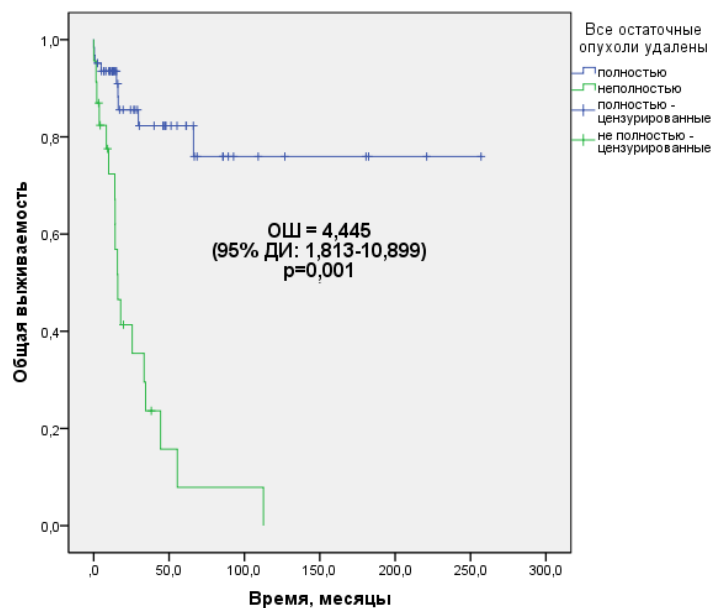 Все остаточные
опухоли удалены
полностью
неполностью
полностью -
цензурированные
не полностью -
цензурированные
1,0
0,8
0,6
0,4
0,2
0,0
Общая выживаемость
ОШ = 4,445
(95% ДИ: 1,813-10,899)
p=0,001
,0
50,0
100,0
150,0
200,0
250,0
300,0
Время, месяцы